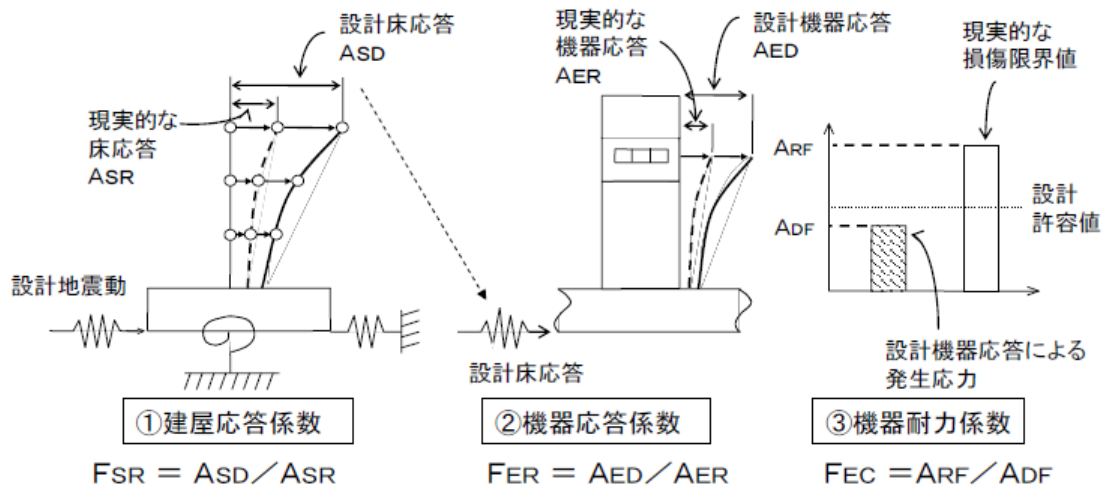 設計床応答
ASD
現実的な
床応答
ASR
設計地震動
①建屋応答係数
FSR = ASD/ASR
現実的な
機器応答
AER
設計機器応答
AED
設計床応答
②機器応答係数
FER = AED/AER
現実的な
損傷限界値
ARF
設計
許容値
ADF
設計機器応答による
発生応力
③機器耐力係数
FEC =ARF/ADF